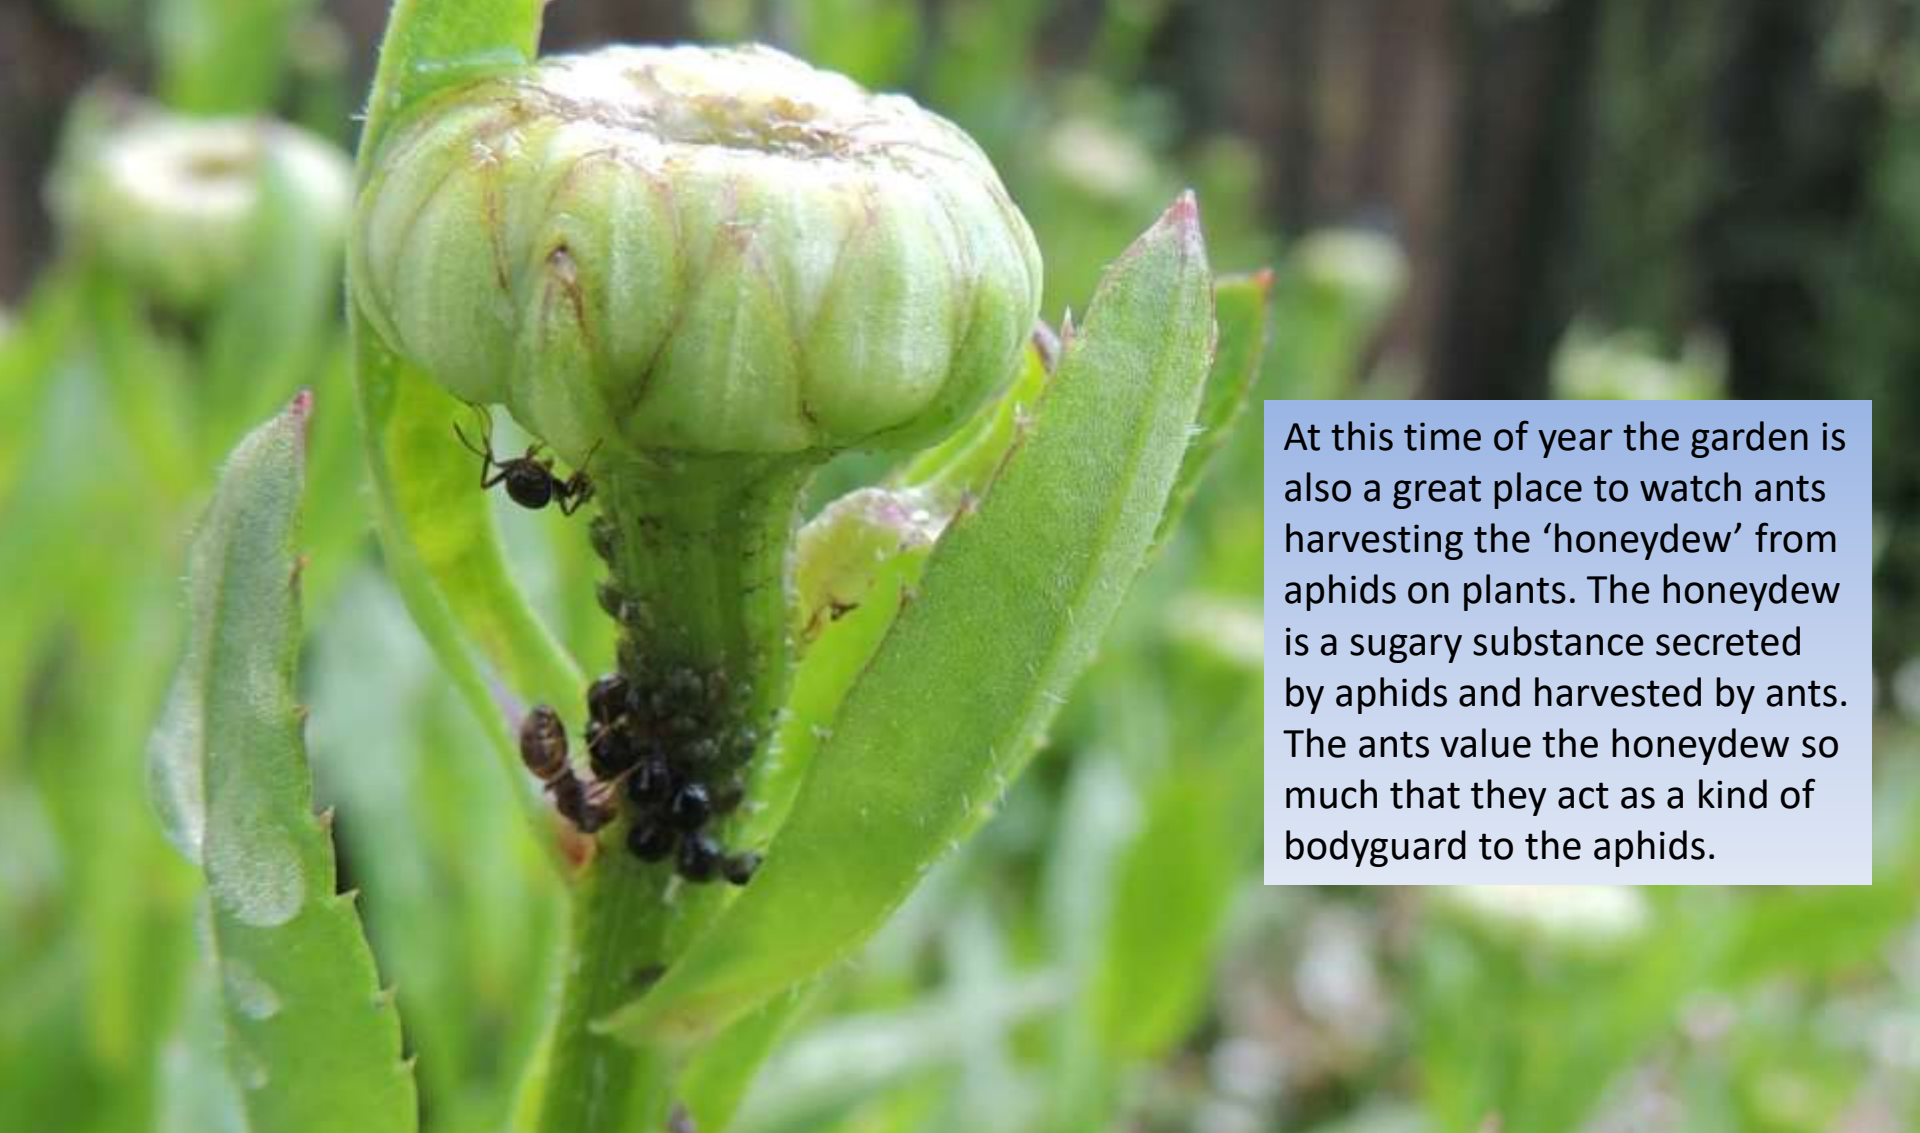 At this time of year the garden is
also a great place to watch ants
harvesting the ‘honeydew’ from
aphids on plants. The honeydew
is a sugary substance secreted
by aphids and harvested by ants.
The ants value the honeydew so
much that they act as a kind of
bodyguard to the aphids.